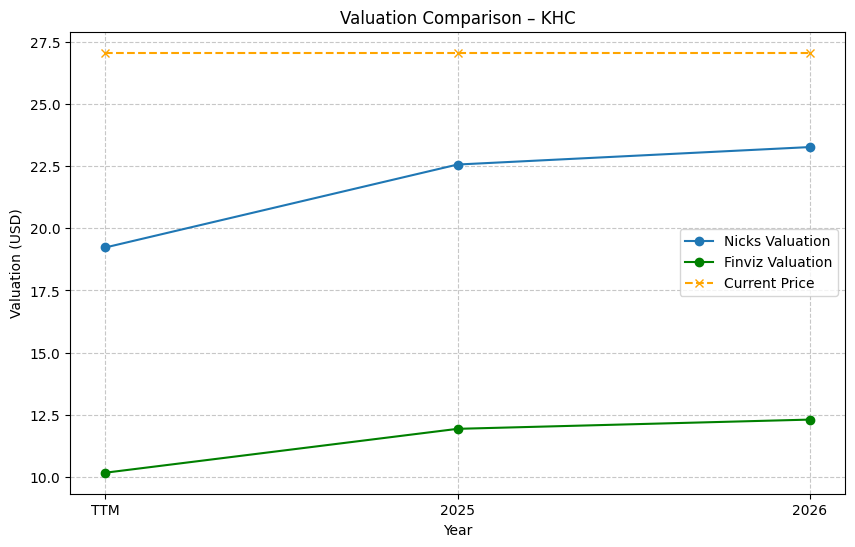 Valuation Comparison – KHC
Valuation (USD)
27.5
25.0
22.5
20.0
17.5
15.0
12.5
10.0
Nicks Valuation
Finviz Valuation
Current Price
TTM
2025
2026
Year